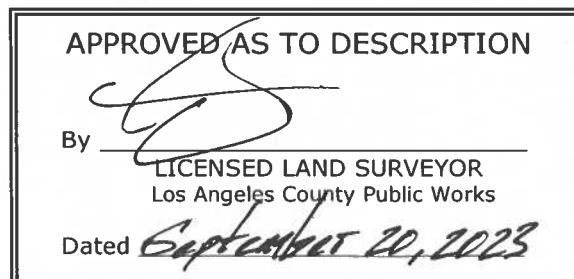 APPROVED AS TO DESCRIPTION
By
LICENSED LAND SURVEYOR
Los Angeles County Public Works
Dated September 20, 2023